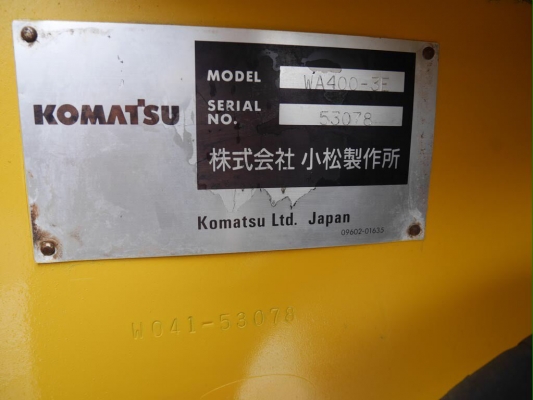 KOMATSU
MODEL WA400-3E
SERIAL NO. 53078
株式会社 小松製作所
Komatsu Ltd. Japan
09602-01655
W041-53078